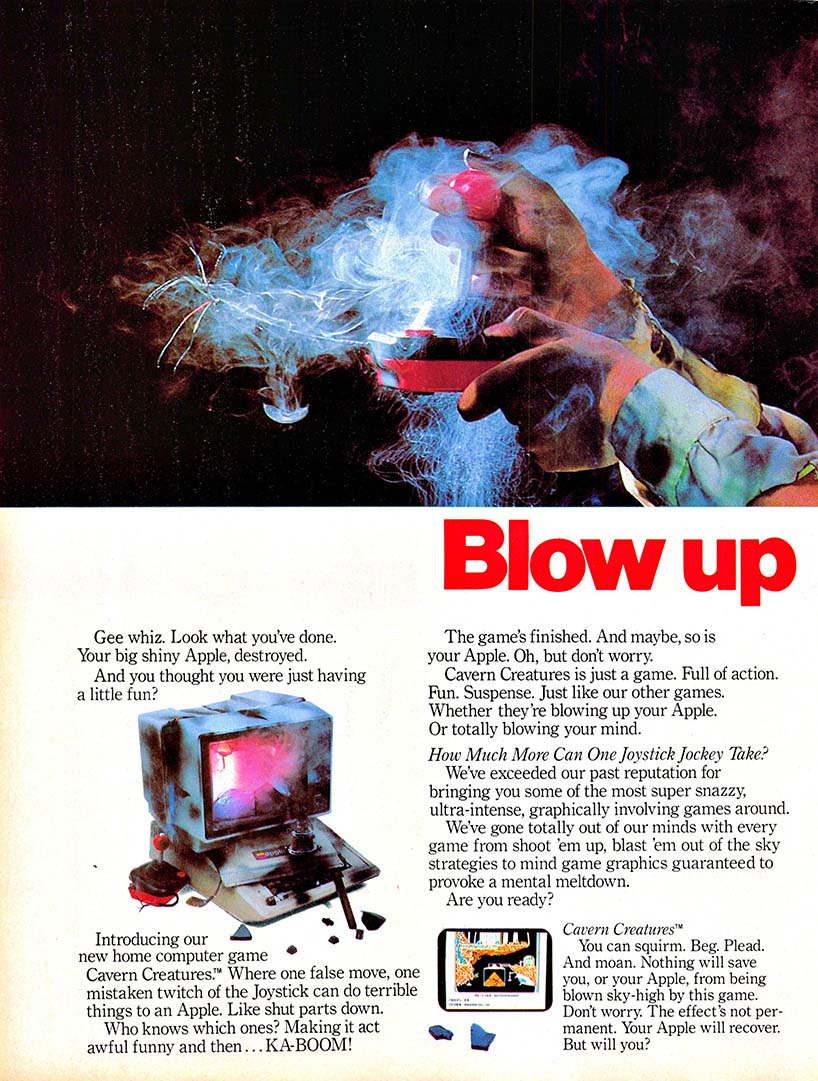 Blow up
Gee whiz. Look what you've done.
Your big shiny Apple, destroyed.
And you thought you were just having
a little fun?
Introducing our
new home computer game
Cavern Creatures.™ Where one false move, one
mistaken twitch of the Joystick can do terrible
things to an Apple. Like shut parts down.
Who knows which ones? Making it act
awful funny and then...KA-BOOM!
The game's finished. And maybe, so is
your Apple. Oh, but don't worry.
Cavern Creatures is just a game. Full of action.
Fun. Suspense. Just like our other games.
Whether they're blowing up your Apple.
Or totally blowing your mind.
How Much More Can One Joystick Jockey Take?
We've exceeded our past reputation for
bringing you some of the most super snazzy,
ultra-intense, graphically involving games around.
We've gone totally out of our minds with every
game from shoot 'em up, blast 'em out of the sky
strategies to mind game graphics guaranteed to
provoke a mental meltdown.
Are you ready?
Cavern Creatures™
You can squirm. Beg. Plead.
And moan. Nothing will save
you, or your Apple, from being
blown sky-high by this game.
Don't worry. The effect's not per-
manent. Your Apple will recover.
But will you?